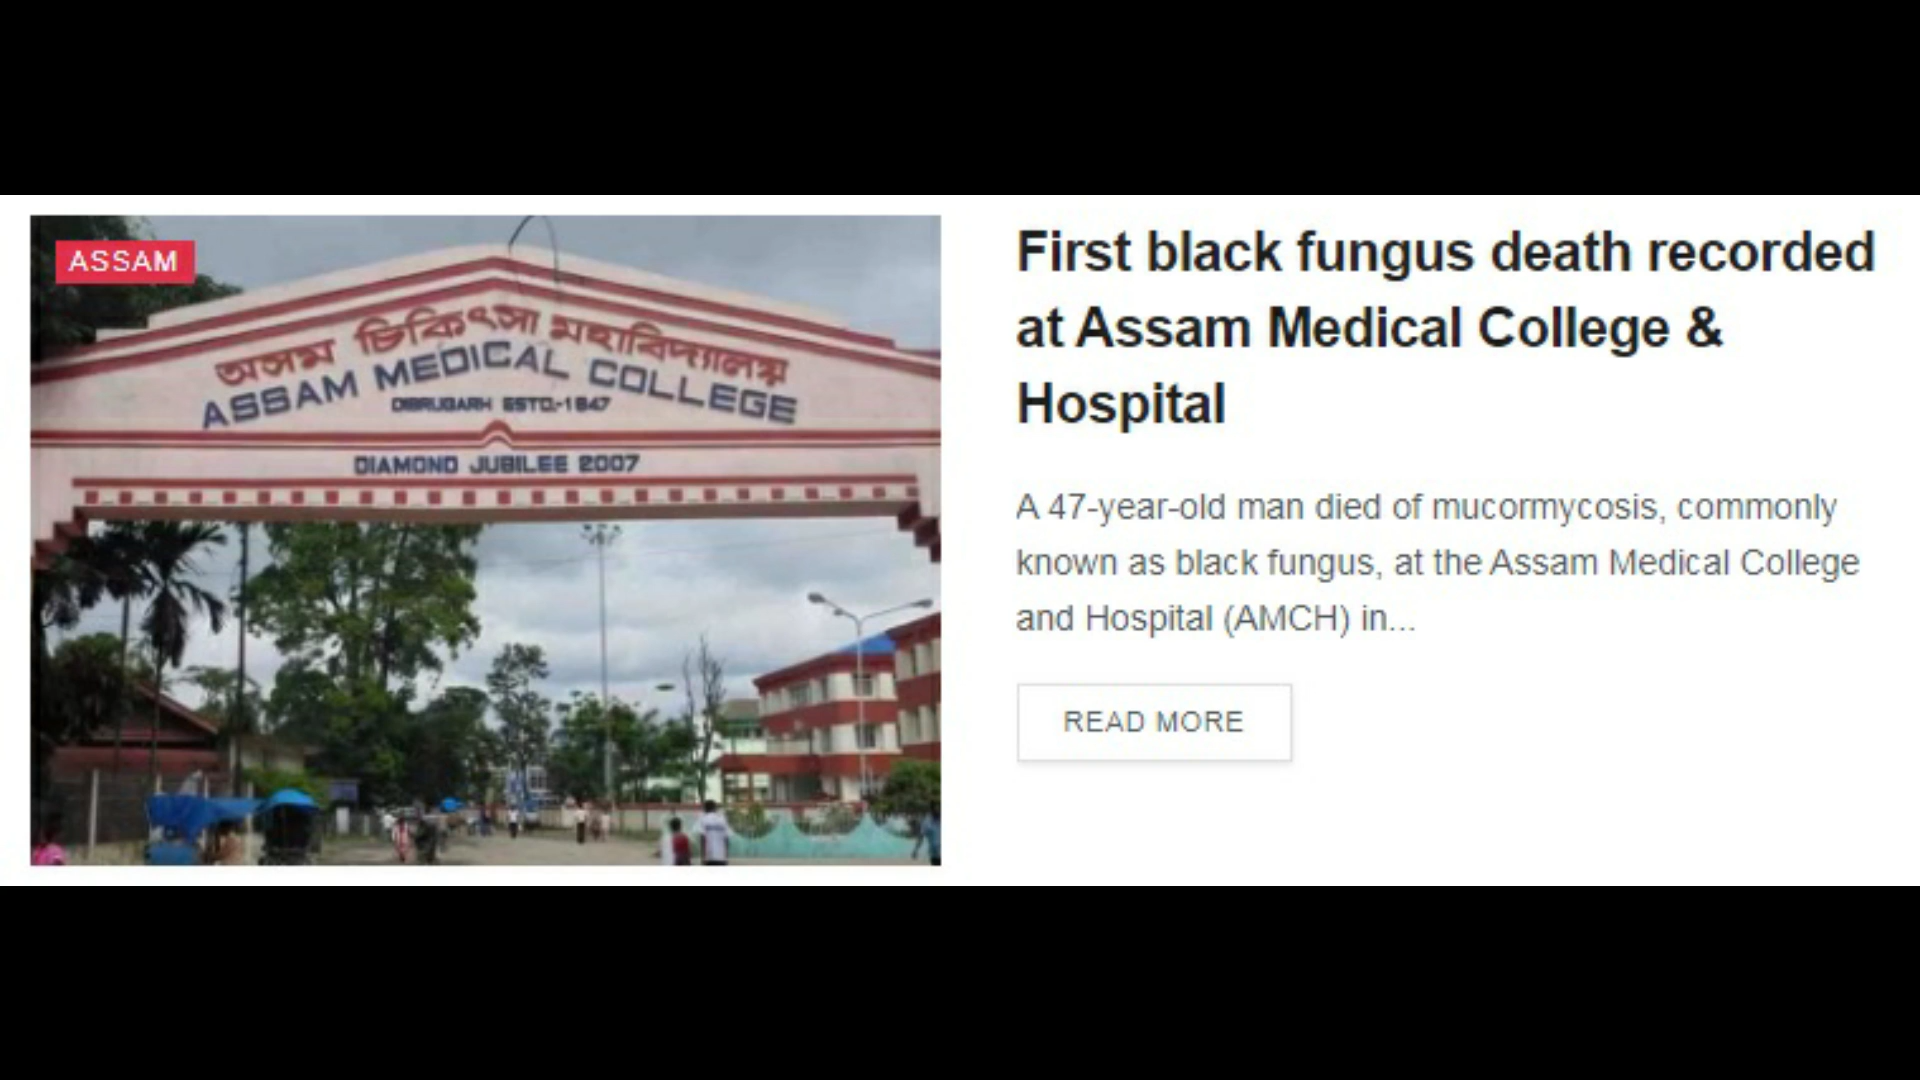 ASSAM
অসম চিকিৎসা মহাবিদ্যালয়
ASSAM MEDICAL COLLEGE
DIBRUGARH ESTD.-1947
DIAMOND JUBILEE 2007
First black fungus death recorded
at Assam Medical College &
Hospital
A 47-year-old man died of mucormycosis, commonly
known as black fungus, at the Assam Medical College
and Hospital (AMCH) in...
READ MORE